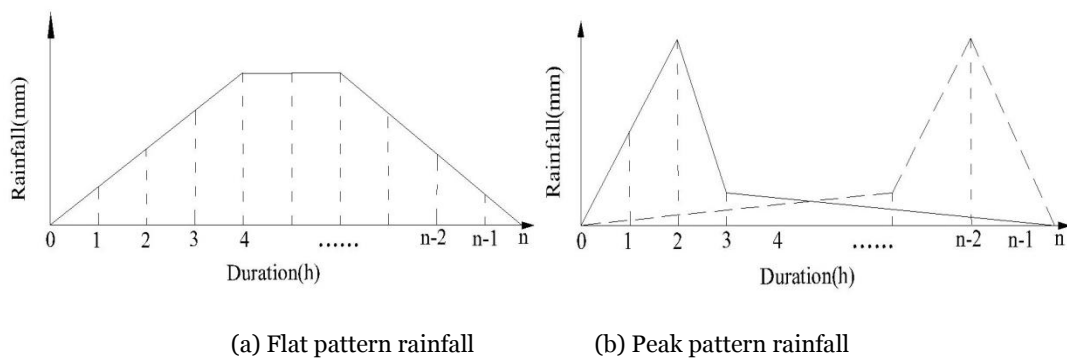 Rainfall(mm)
0 1 2 3 4 ...... n-2 n-1 n
Duration(h)
Rainfall(mm)
0 1 2 3 4 ...... n-2 n-1 n
Duration(h)
(a) Flat pattern rainfall
(b) Peak pattern rainfall